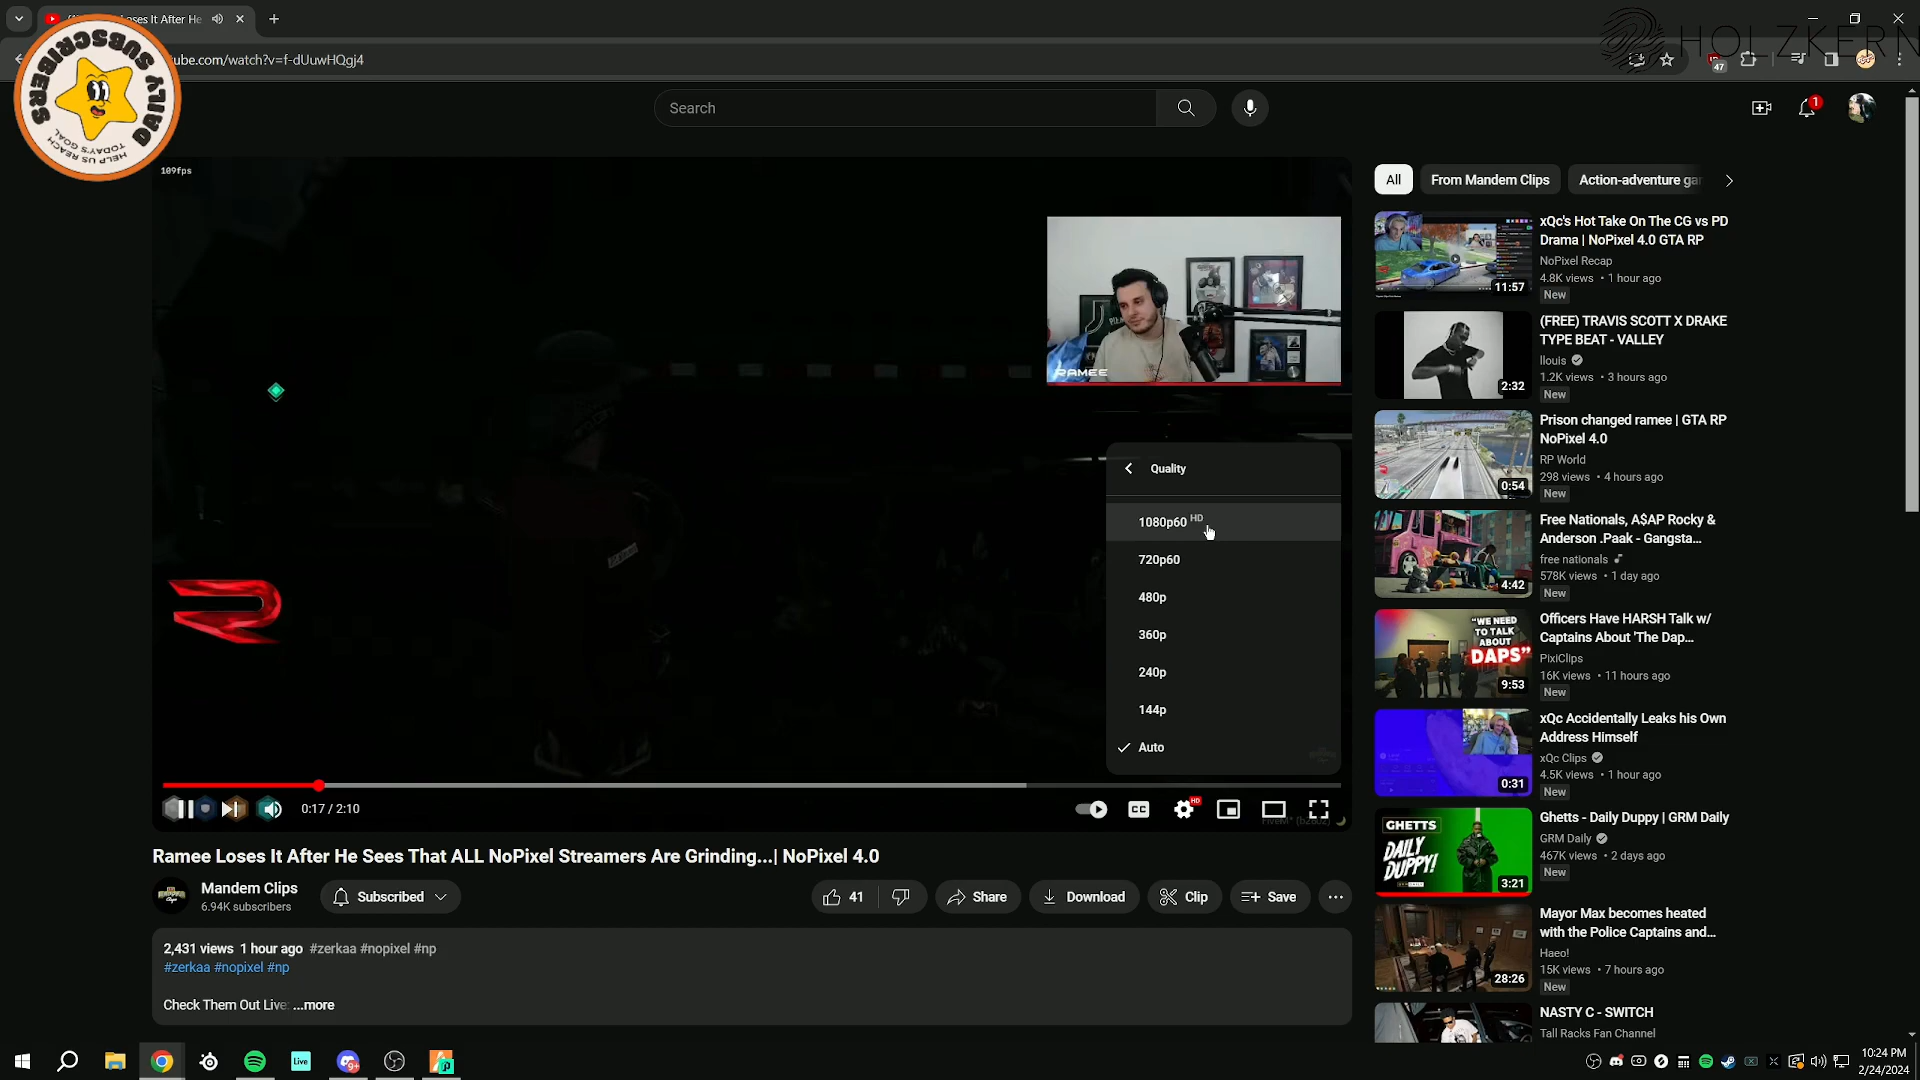 oses It After He
HOLZKERN
DAILY SUBSCRIBERS
HELP US REACH
TODAY'S GOAL
ube.com/watch?v=f-dUuwHQgj4
47
Search
1
109fps
RAMEE
Quality
1080p60 HD
720p60
480p
360p
240p
144p
Auto
0:17 / 2:10
CC
HD
Ramee Loses It After He Sees That ALL NoPixel Streamers Are Grinding...| NoPixel 4.0
Mandem Clips
6.94K subscribers
Subscribed
41
Share
Download
Clip
Save
2,431 views 1 hour ago #zerkaa #nopixel #np
#zerkaa #nopixel #np
Check Them Out Live: ...more
All
From Mandem Clips
Action-adventure ga
xQc's Hot Take On The CG vs PD
Drama | NoPixel 4.0 GTA RP
NoPixel Recap
4.8K views • 1 hour ago
New
11:57
(FREE) TRAVIS SCOTT X DRAKE
TYPE BEAT - VALLEY
llouis
1.2K views • 3 hours ago
New
2:32
Prison changed ramee | GTA RP
NoPixel 4.0
RP World
298 views • 4 hours ago
New
0:54
Free Nationals, A$AP Rocky &
Anderson .Paak - Gangsta...
free nationals
578K views • 1 day ago
New
4:42
Officers Have HARSH Talk w/
Captains About 'The Dap...
PixiClips
16K views • 11 hours ago
New
"WE NEED
TO TALK
ABOUT
DAPS"
9:53
xQc Accidentally Leaks his Own
Address Himself
xQc Clips
4.5K views • 1 hour ago
New
0:31
Ghetts - Daily Duppy | GRM Daily
GRM Daily
467K views • 2 days ago
New
GHETTS
DAILY
DUPPY!
3:21
Mayor Max becomes heated
with the Police Captains and...
Haeo!
15K views • 7 hours ago
New
28:26
NASTY C - SWITCH
Tall Racks Fan Channel
Live
9+
10:24 PM
2/24/2024